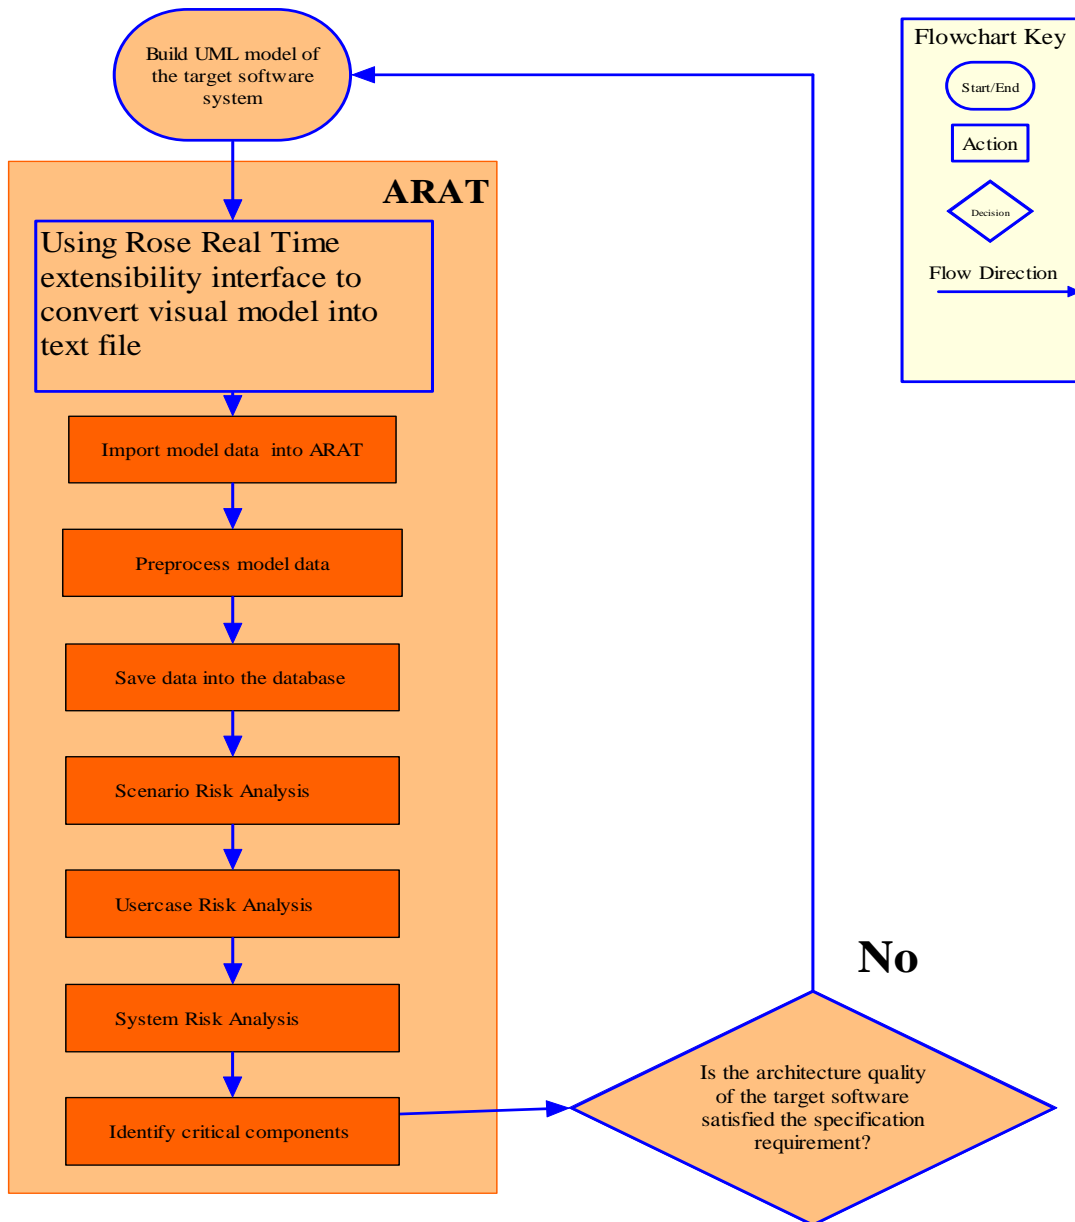 Build UML model of
the target software
system
ARAT
Using Rose Real Time
extensibility interface to
convert visual model into
text file
Import model data  into ARAT
Preprocess model data
Save data into the database
Scenario Risk Analysis
Usercase Risk Analysis
System Risk Analysis
Identify critical components
Is the architecture quality
of the target software
satisfied the specification
requirement?
No
Flowchart Key
Start/End
Action
Decision
Flow Direction